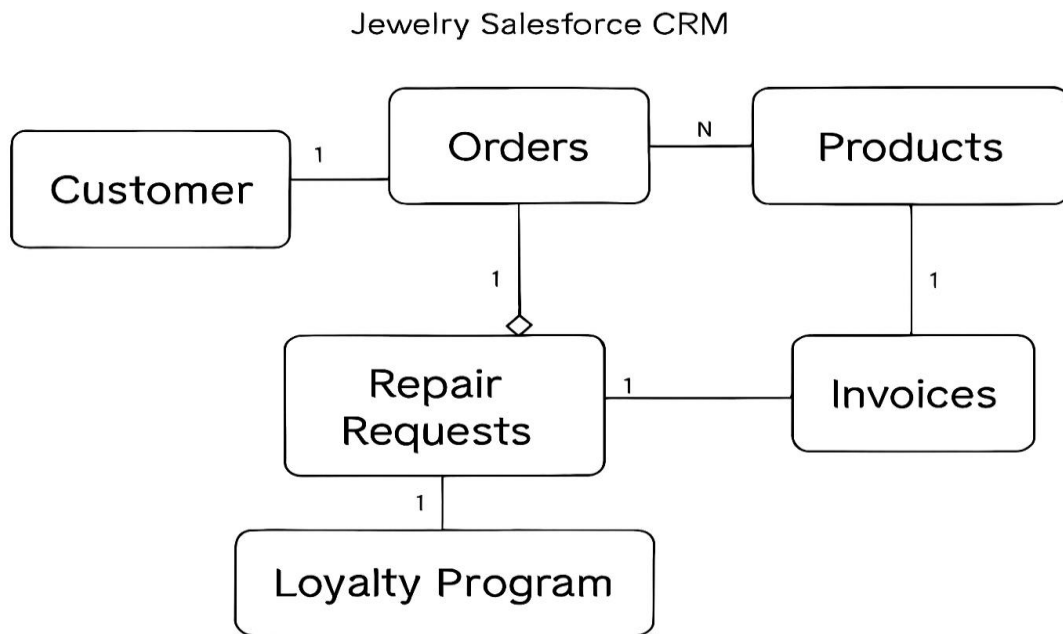 Jewelry Salesforce CRM
Customer
1
Orders
N
Products
1
1
Repair
Requests
1
Invoices
1
Loyalty Program